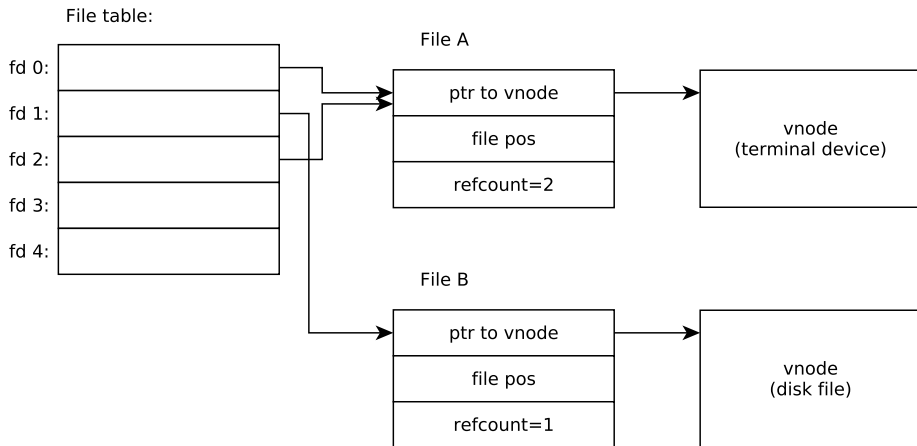 File table:
fd 0:
fd 1:
fd 2:
fd 3:
fd 4:
File A
ptr to vnode
file pos
refcount=2
vnode
(terminal device)
File B
ptr to vnode
file pos
refcount=1
vnode
(disk file)